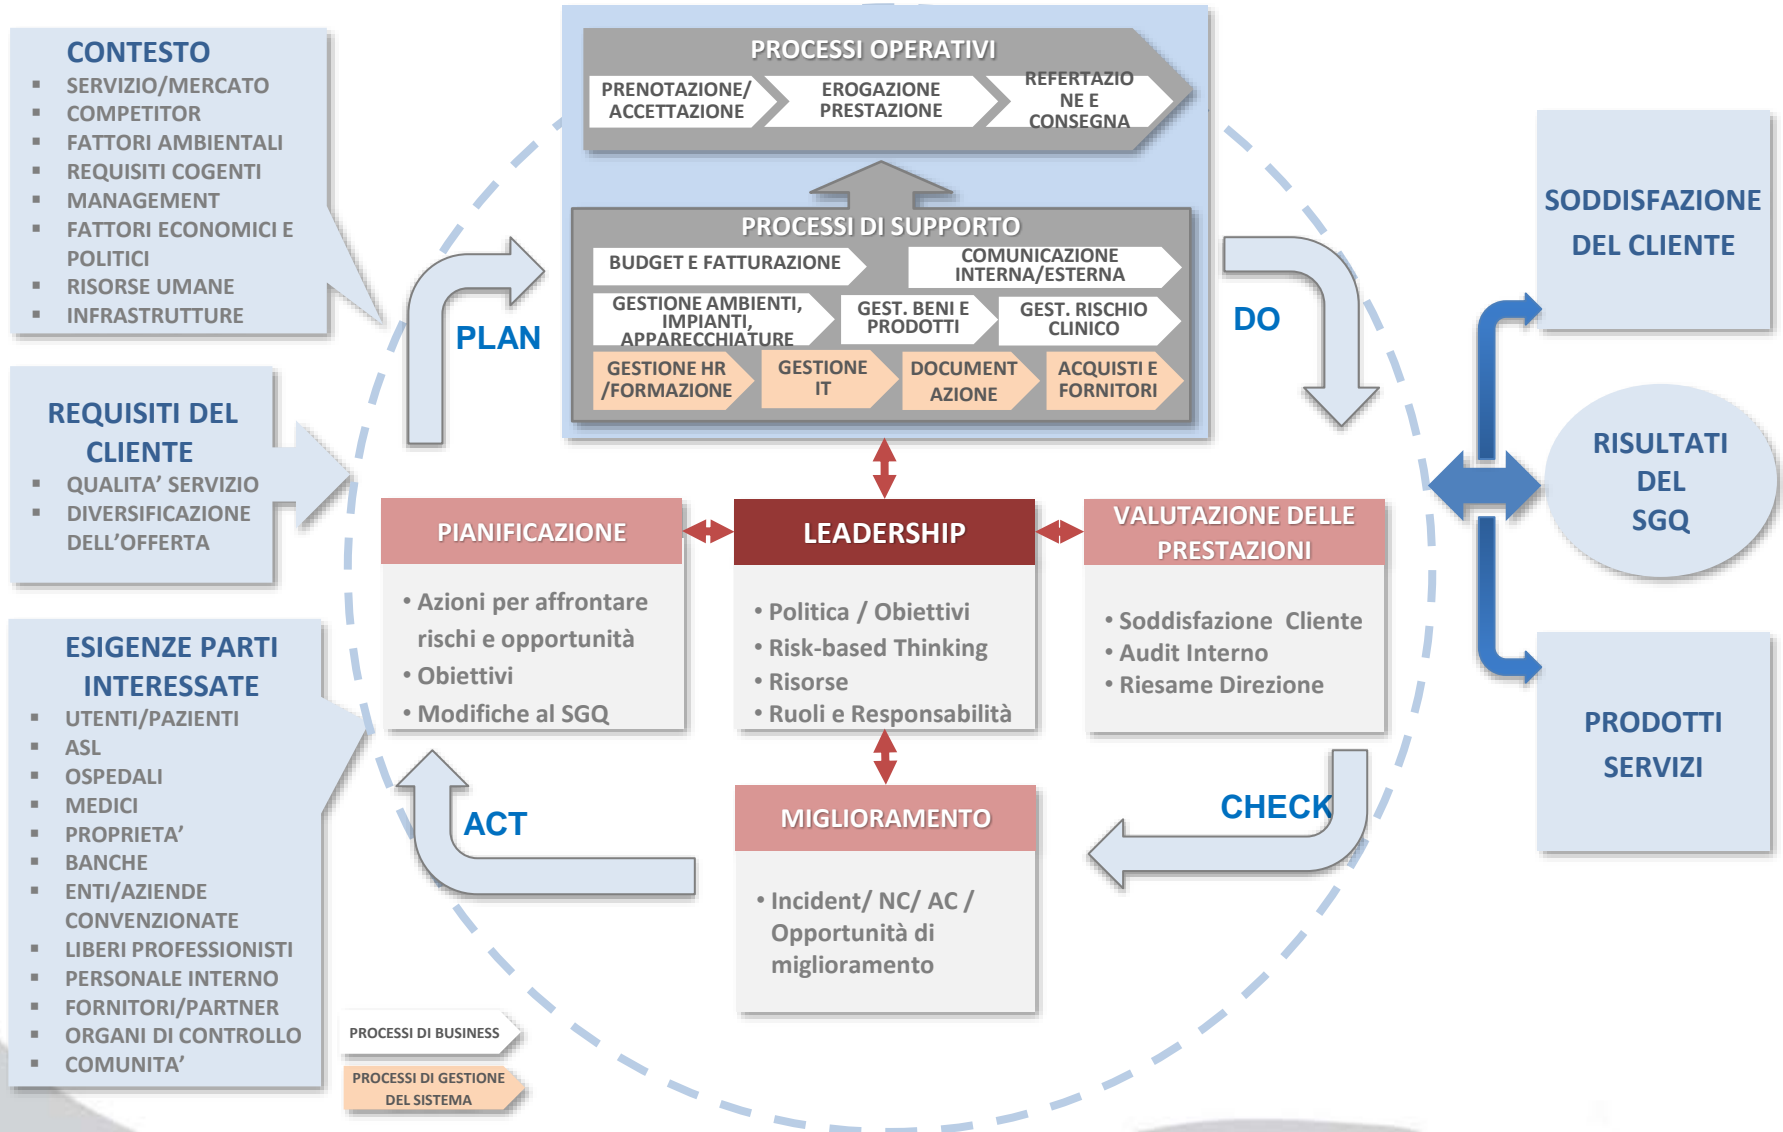 CONTESTO
▪ SERVIZIO/MERCATO
▪ COMPETITOR
▪ FATTORI AMBIENTALI
▪ REQUISITI COGENTI
▪ MANAGEMENT
▪ FATTORI ECONOMICI E
POLITICI
▪ RISORSE UMANE
▪ INFRASTRUTTURE
REQUISITI DEL
CLIENTE
▪ QUALITA’ SERVIZIO
▪ DIVERSIFICAZIONE
DELL’OFFERTA
ESIGENZE PARTI
INTERESSATE
▪ UTENTI/PAZIENTI
▪ ASL
▪ OSPEDALI
▪ MEDICI
▪ PROPRIETA’
▪ BANCHE
▪ ENTI/AZIENDE
CONVENZIONATE
▪ LIBERI PROFESSIONISTI
▪ PERSONALE INTERNO
▪ FORNITORI/PARTNER
▪ ORGANI DI CONTROLLO
▪ COMUNITA’
PROCESSI OPERATIVI
PRENOTAZIONE/
ACCETTAZIONE
EROGAZIONE
PRESTAZIONE
REFERTAZIO
NE E
CONSEGNA
PROCESSI DI SUPPORTO
BUDGET E FATTURAZIONE
COMUNICAZIONE
INTERNA/ESTERNA
GESTIONE AMBIENTI,
IMPIANTI,
APPARECCHIATURE
GEST. BENI E
PRODOTTI
GEST. RISCHIO
CLINICO
GESTIONE HR
/FORMAZIONE
GESTIONE
IT
DOCUMENT
AZIONE
ACQUISTI E
FORNITORI
PLAN
DO
PIANIFICAZIONE
• Azioni per affrontare
rischi e opportunità
• Obiettivi
• Modifiche al SGQ
LEADERSHIP
• Politica / Obiettivi
• Risk-based Thinking
• Risorse
• Ruoli e Responsabilità
VALUTAZIONE DELLE
PRESTAZIONI
• Soddisfazione Cliente
• Audit Interno
• Riesame Direzione
ACT
CHECK
MIGLIORAMENTO
• Incident/ NC/ AC /
Opportunità di
miglioramento
PROCESSI DI BUSINESS
PROCESSI DI GESTIONE
DEL SISTEMA
SODDISFAZIONE
DEL CLIENTE
RISULTATI
DEL
SGQ
PRODOTTI
SERVIZI